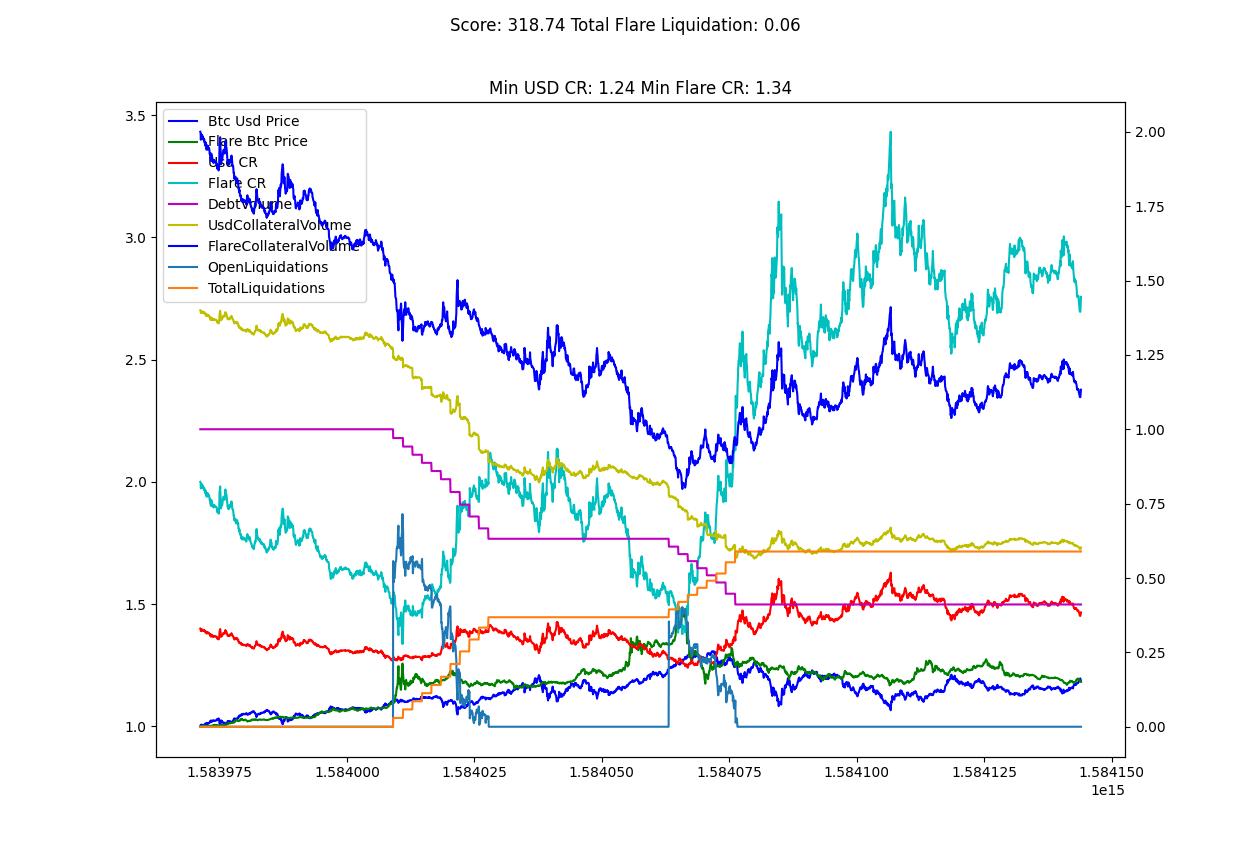 Score: 318.74 Total Flare Liquidation: 0.06
Min USD CR: 1.24 Min Flare CR: 1.34
Btc Usd Price
Flare Btc Price
Usd CR
Flare CR
DebtVolume
UsdCollateralVolume
FlareCollateralVolume
OpenLiquidations
TotalLiquidations
3.5
3.0
2.5
2.0
1.5
1.0
2.00
1.75
1.50
1.25
1.00
0.75
0.50
0.25
0.00
1.583975 1.584000 1.584025 1.584050 1.584075 1.584100 1.584125 1.584150
1e15